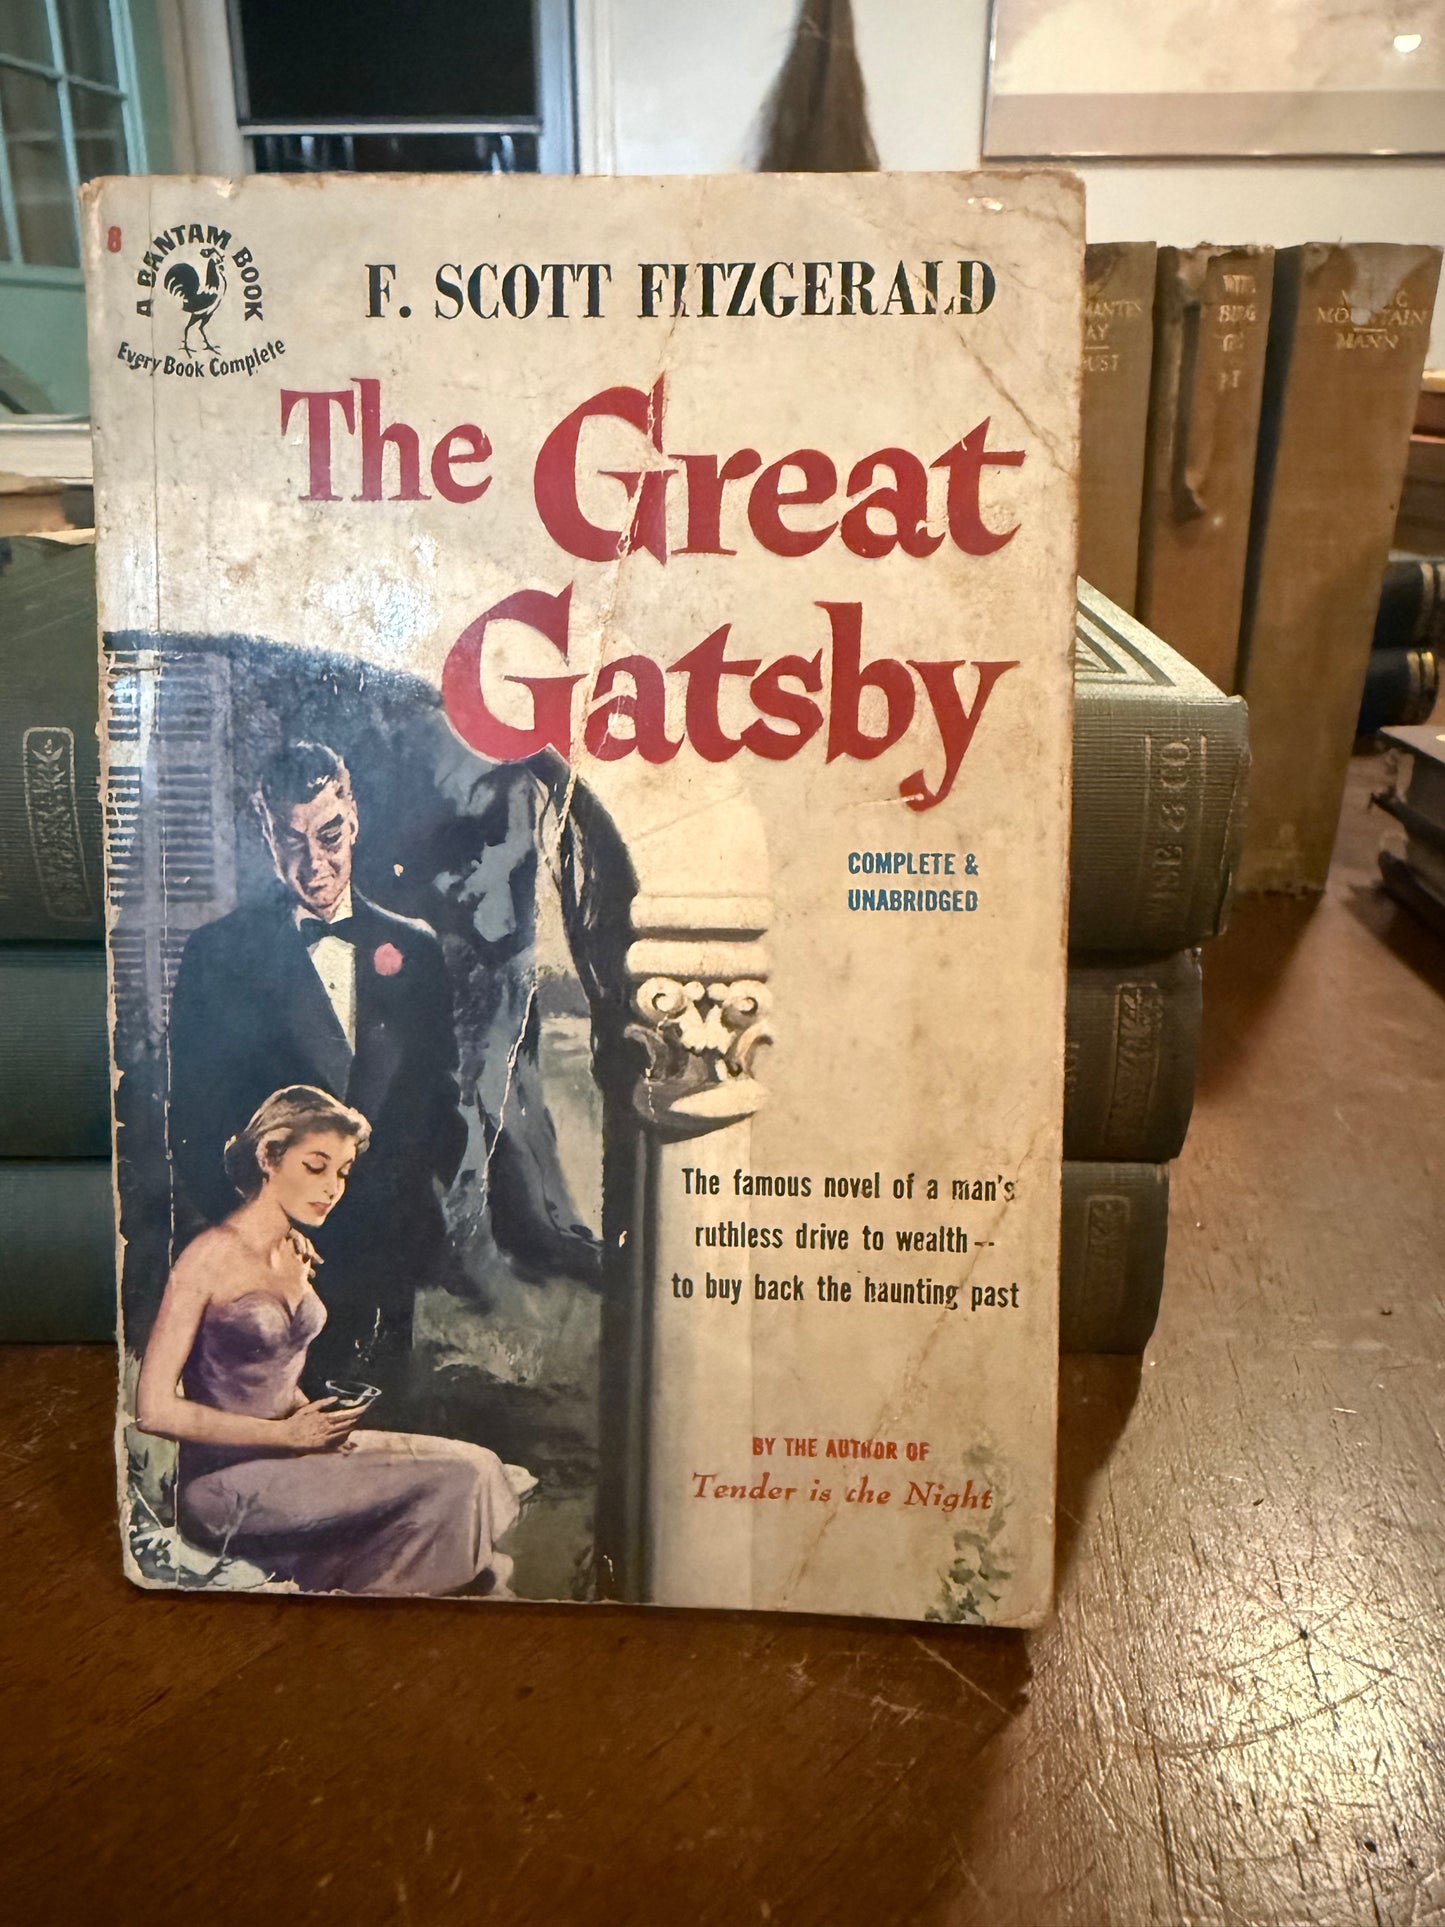 8
A BANTAM BOOK
Every Book Complete
F. SCOTT FITZGERALD
The Great
Gatsby
COMPLETE &
UNABRIDGED
The famous novel of a man's
ruthless drive to wealth --
to buy back the haunting past
BY THE AUTHOR OF
Tender is the Night
MOUNTAIN
MANN